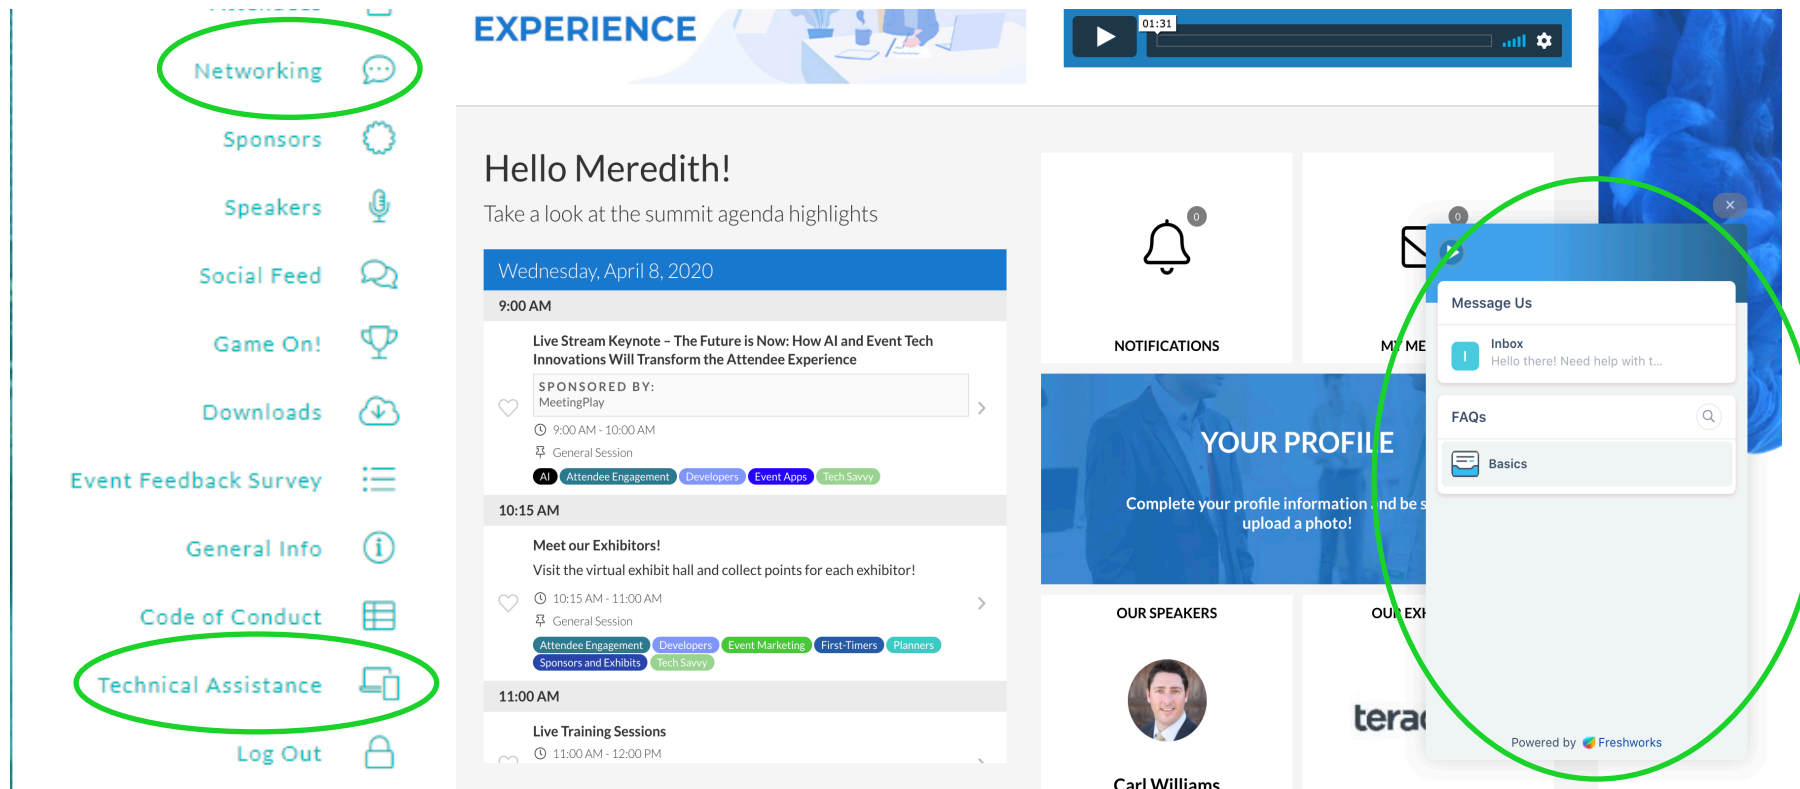 Networking
Sponsors
Speakers
Social Feed
Game On!
Downloads
Event Feedback Survey
General Info
Code of Conduct
Technical Assistance
Log Out
EXPERIENCE
01:31
Hello Meredith!
Take a look at the summit agenda highlights
Wednesday, April 8, 2020
9:00 AM
Live Stream Keynote – The Future is Now: How AI and Event Tech
Innovations Will Transform the Attendee Experience
SPONSORED BY:
MeetingPlay
9:00 AM - 10:00 AM
General Session
AI Attendee Engagement Developers Event Apps Tech Savvy
10:15 AM
Meet our Exhibitors!
Visit the virtual exhibit hall and collect points for each exhibitor!
10:15 AM - 11:00 AM
General Session
Attendee Engagement Developers Event Marketing First-Timers Planners
Sponsors and Exhibits Tech Savvy
11:00 AM
Live Training Sessions
11:00 AM - 12:00 PM
0
NOTIFICATIONS
0
MY ME
YOUR PROFILE
Complete your profile information and be s
upload a photo!
OUR SPEAKERS
Carl Williams
OUR EXH
terac
Message Us
I
Inbox
Hello there! Need help with t...
FAQs
Basics
Powered by Freshworks